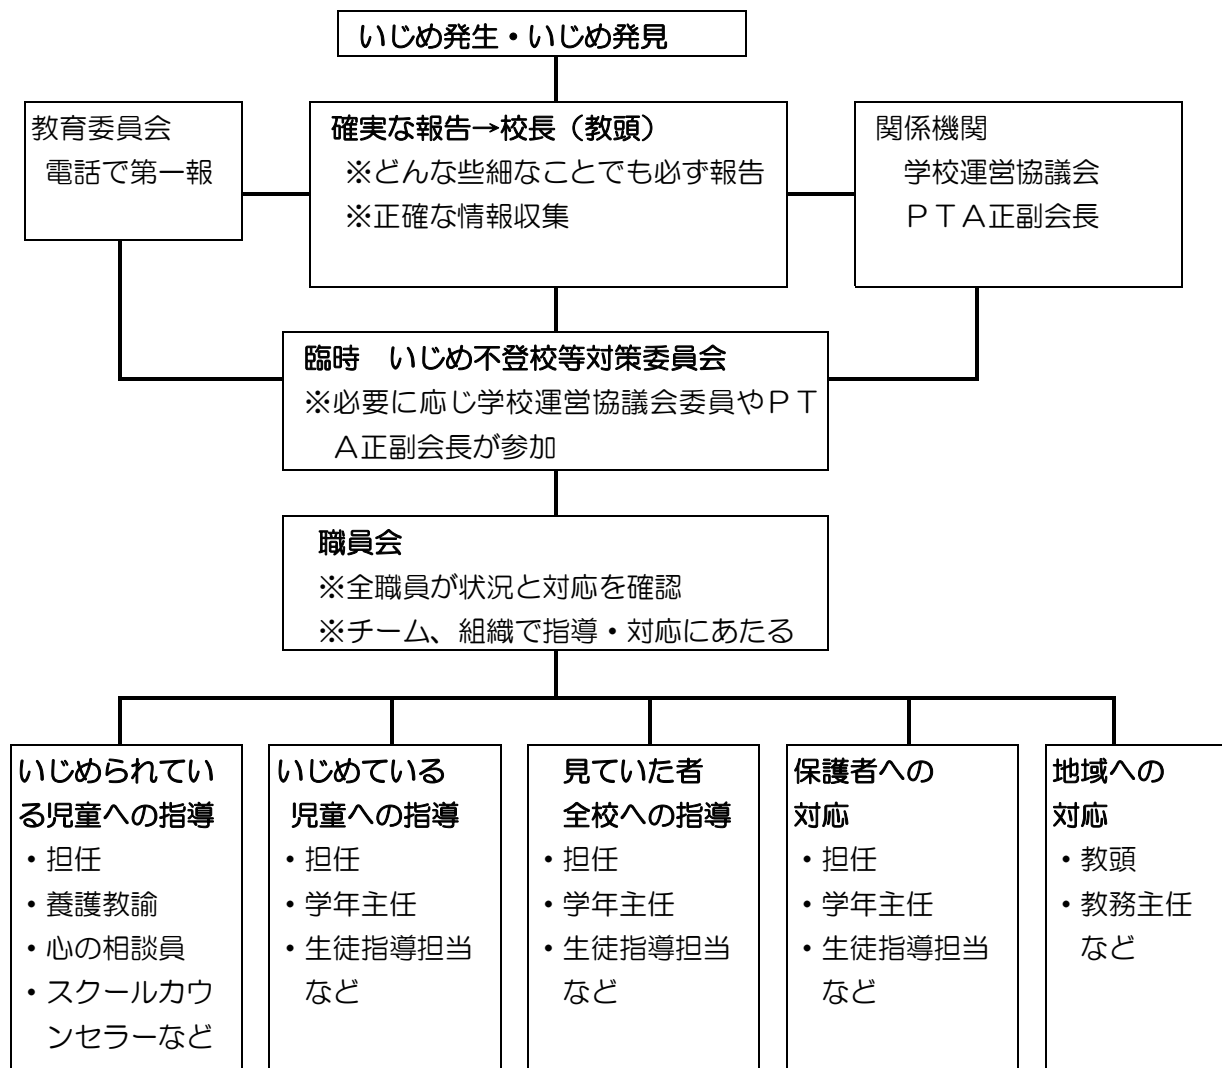 いじめ発生・いじめ発見
教育委員会
電話で第一報
確実な報告→校長(教頭)
※どんな些細なことでも必ず報告
※正確な情報収集
関係機関
学校運営協議会
PTA正副会長
臨時 いじめ不登校等対策委員会
※必要に応じ学校運営協議会委員やPT
A正副会長が参加
職員会
※全職員が状況と対応を確認
※チーム、組織で指導・対応にあたる
いじめられてい
る児童への指導
・担任
・養護教諭
・心の相談員
・スクールカウ
ンセラーなど
いじめている
児童への指導
・担任
・学年主任
・生徒指導担当
など
見ていた者
全校への指導
・担任
・学年主任
・生徒指導担当
など
保護者への
対応
・担任
・学年主任
・生徒指導担当
など
地域への
対応
・教頭
・教務主任
など